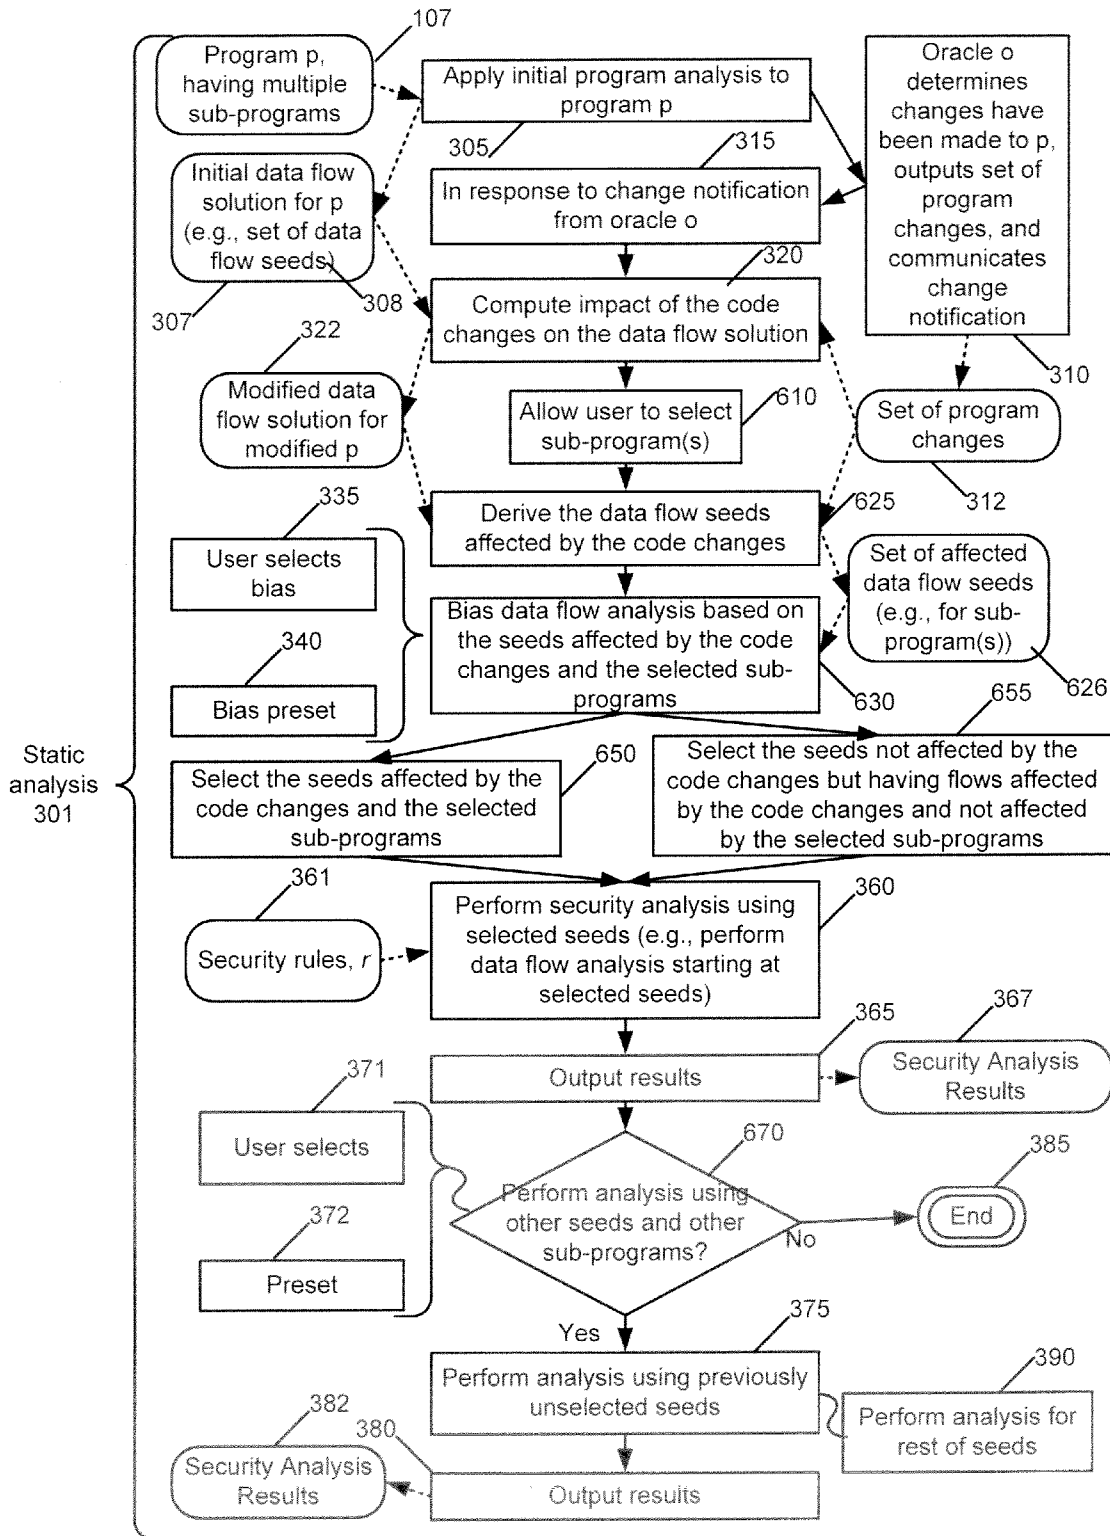 107
Program p,
having multiple
sub-programs
Apply initial program analysis to
program p
305
Oracle o
determines
changes have
been made to p,
outputs set of
program
changes, and
communicates
change
notification
310
315
In response to change notification
from oracle o
Initial data flow
solution for p
(e.g., set of data
flow seeds)
307
308
320
Compute impact of the code
changes on the data flow solution
322
Modified data
flow solution for
modified p
610
Allow user to select
sub-program(s)
Set of program
changes
312
335
User selects
bias
340
Bias preset
625
Derive the data flow seeds
affected by the code changes
Set of affected
data flow seeds
(e.g., for sub-
program(s))
626
Bias data flow analysis based on
the seeds affected by the code
changes and the selected sub-
programs
630
Static
analysis
301
650
Select the seeds affected by the
code changes and the selected
sub-programs
655
Select the seeds not affected by the
code changes but having flows affected
by the code changes and not affected
by the selected sub-programs
361
Security rules, r
360
Perform security analysis using
selected seeds (e.g., perform
data flow analysis starting at
selected seeds)
365
Output results
367
Security Analysis
Results
371
User selects
372
Preset
670
Perform analysis using
other seeds and other
sub-programs?
No
385
End
Yes
375
Perform analysis using previously
unselected seeds
390
Perform analysis for
rest of seeds
382
Security Analysis
Results
380
Output results